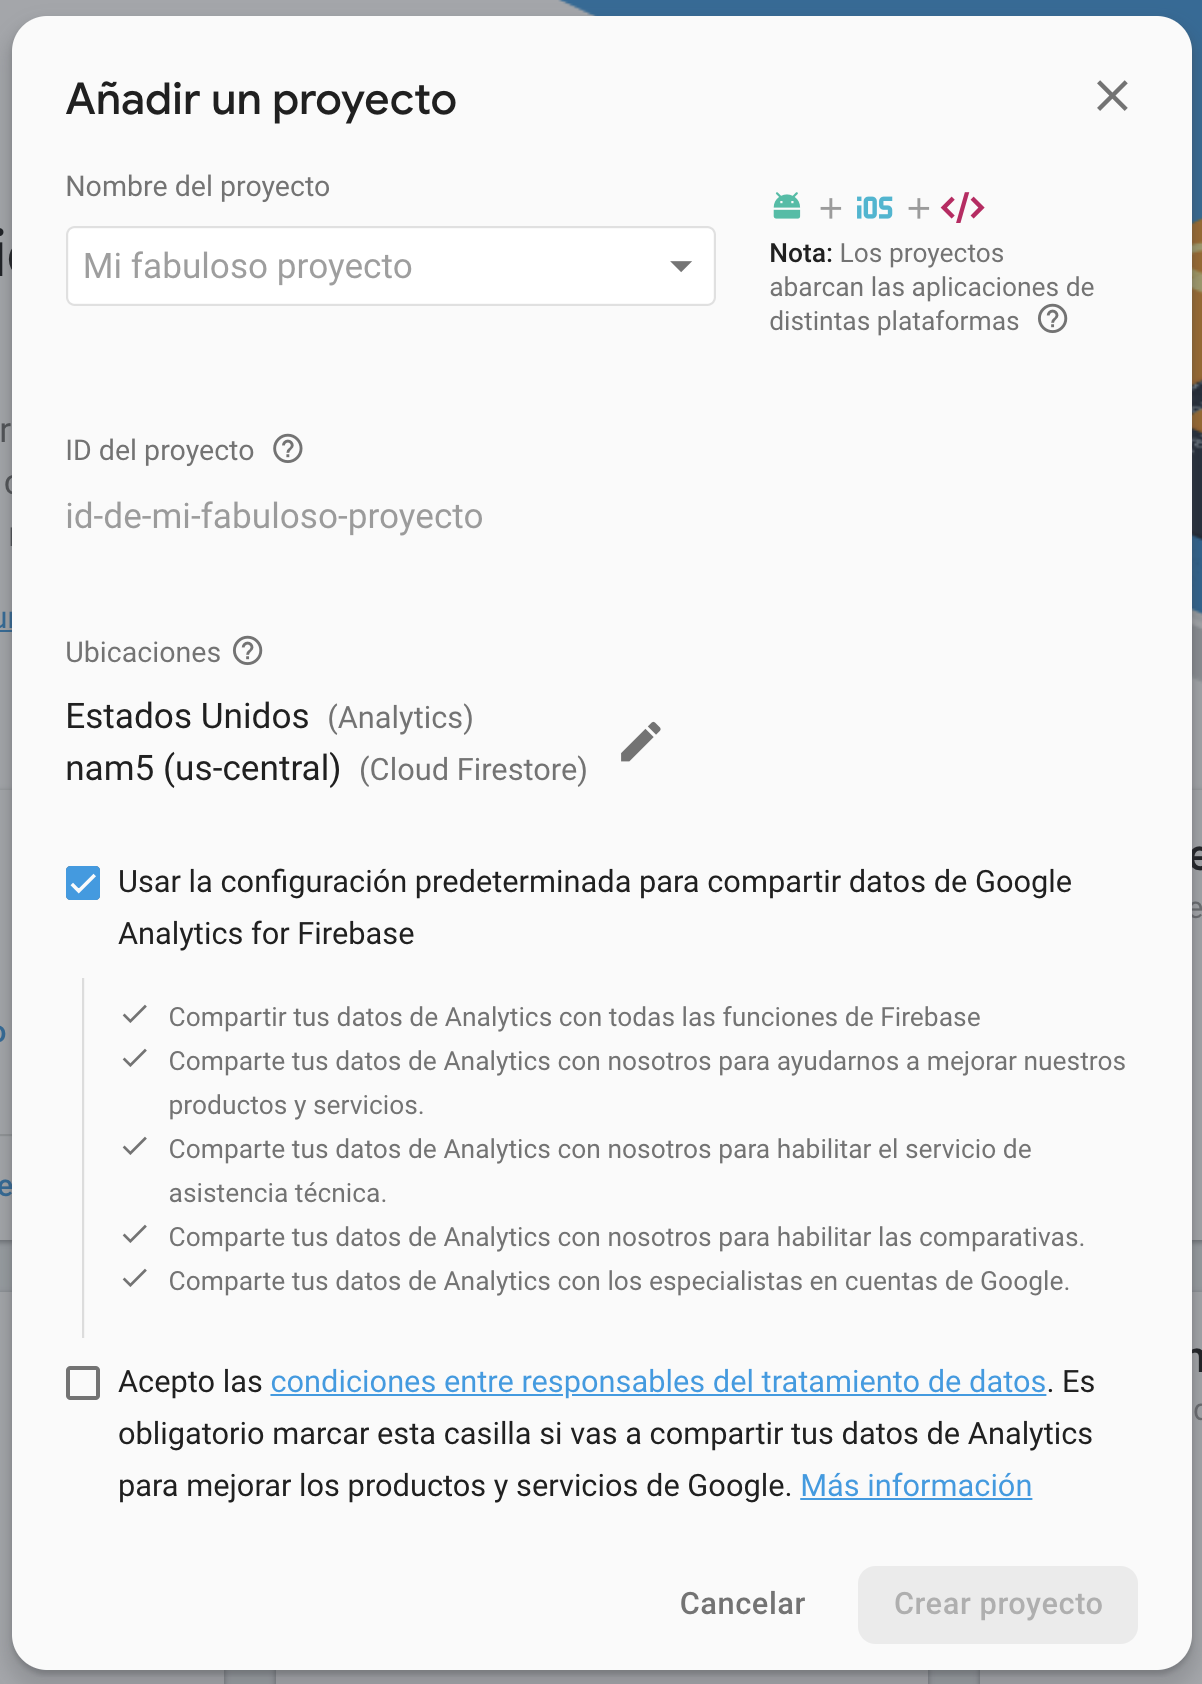 Añadir un proyecto
Nombre del proyecto
Mi fabuloso proyecto
+ iOS + </>
Nota: Los proyectos
abarcan las aplicaciones de
distintas plataformas
ID del proyecto
id-de-mi-fabuloso-proyecto
Ubicaciones
Estados Unidos (Analytics)
nam5 (us-central) (Cloud Firestore)
Usar la configuración predeterminada para compartir datos de Google
Analytics for Firebase
Compartir tus datos de Analytics con todas las funciones de Firebase
Comparte tus datos de Analytics con nosotros para ayudarnos a mejorar nuestros
productos y servicios.
Comparte tus datos de Analytics con nosotros para habilitar el servicio de
asistencia técnica.
Comparte tus datos de Analytics con nosotros para habilitar las comparativas.
Comparte tus datos de Analytics con los especialistas en cuentas de Google.
Acepto las condiciones entre responsables del tratamiento de datos. Es
obligatorio marcar esta casilla si vas a compartir tus datos de Analytics
para mejorar los productos y servicios de Google. Más información
Cancelar
Crear proyecto